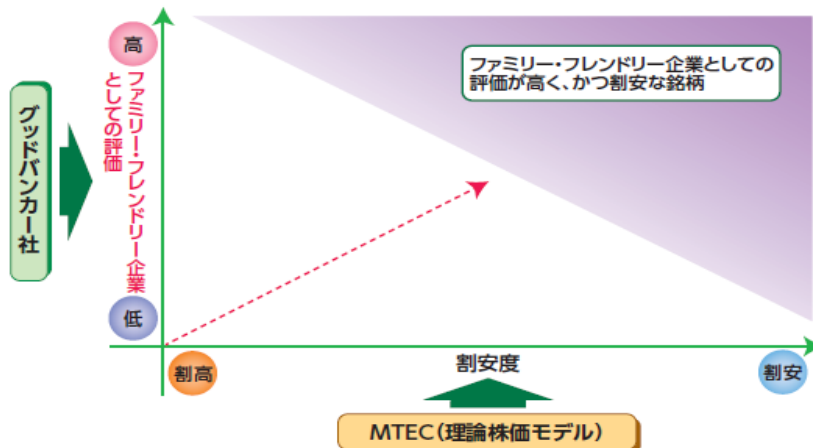 高
ファミリー・フレンドリー企業としての
評価が高く、かつ割安な銘柄
グッドバンカー社
ファミリー・フレンドリー企業
としての評価
低
割高
割安度
割安
MTEC(理論株価モデル)